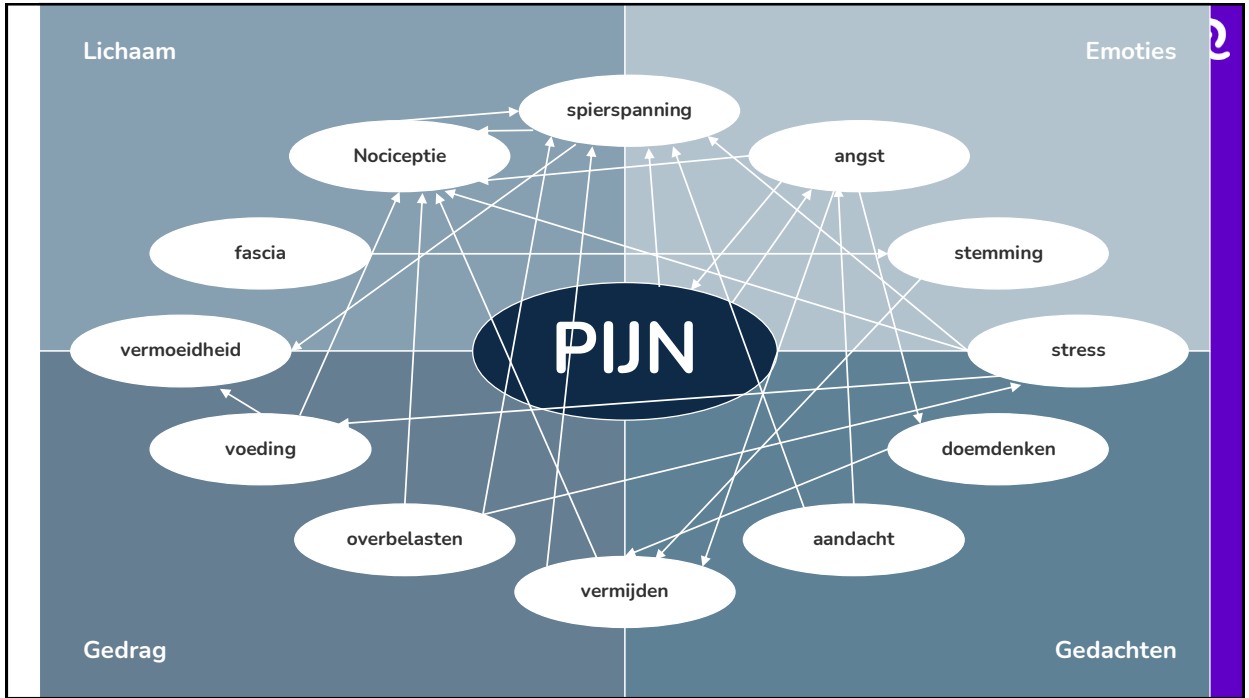 Lichaam
Emoties
spierspanning
Nociceptie
angst
fascia
stemming
PIJN
vermoeidheid
stress
voeding
doemdenken
overbelasten
aandacht
vermijden
Gedrag
Gedachten